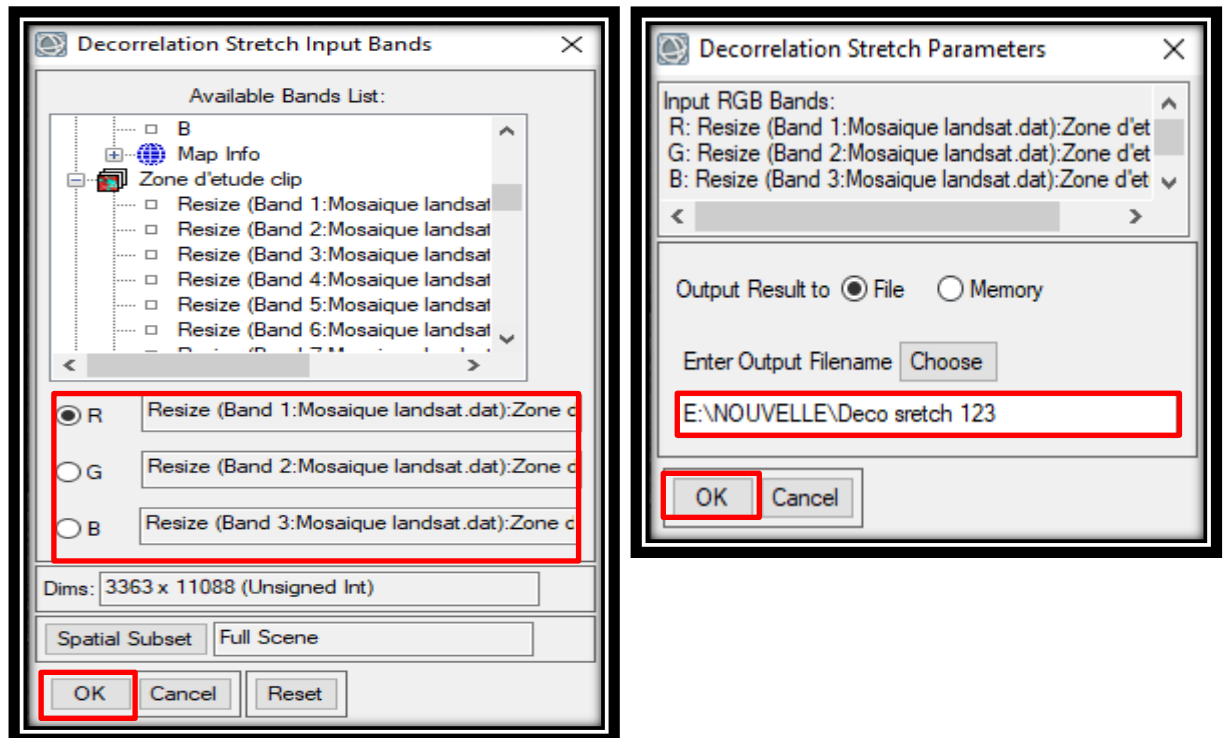 Decorrelation Stretch Input Bands
Available Bands List:
B
Map Info
Zone d'etude clip
Resize (Band 1:Mosaique landsat
Resize (Band 2:Mosaique landsat
Resize (Band 3:Mosaique landsat
Resize (Band 4:Mosaique landsat
Resize (Band 5:Mosaique landsat
Resize (Band 6:Mosaique landsat
R Resize (Band 1:Mosaique landsat.dat):Zone d
G Resize (Band 2:Mosaique landsat.dat):Zone d
B Resize (Band 3:Mosaique landsat.dat):Zone d
Dims: 3363 x 11088 (Unsigned Int)
Spatial Subset Full Scene
OK Cancel Reset
Decorrelation Stretch Parameters
Input RGB Bands:
R: Resize (Band 1:Mosaique landsat.dat):Zone d'et
G: Resize (Band 2:Mosaique landsat.dat):Zone d'et
B: Resize (Band 3:Mosaique landsat.dat):Zone d'et
Output Result to File Memory
Enter Output Filename Choose
E:\NOUVELLE\Deco sretch 123
OK Cancel